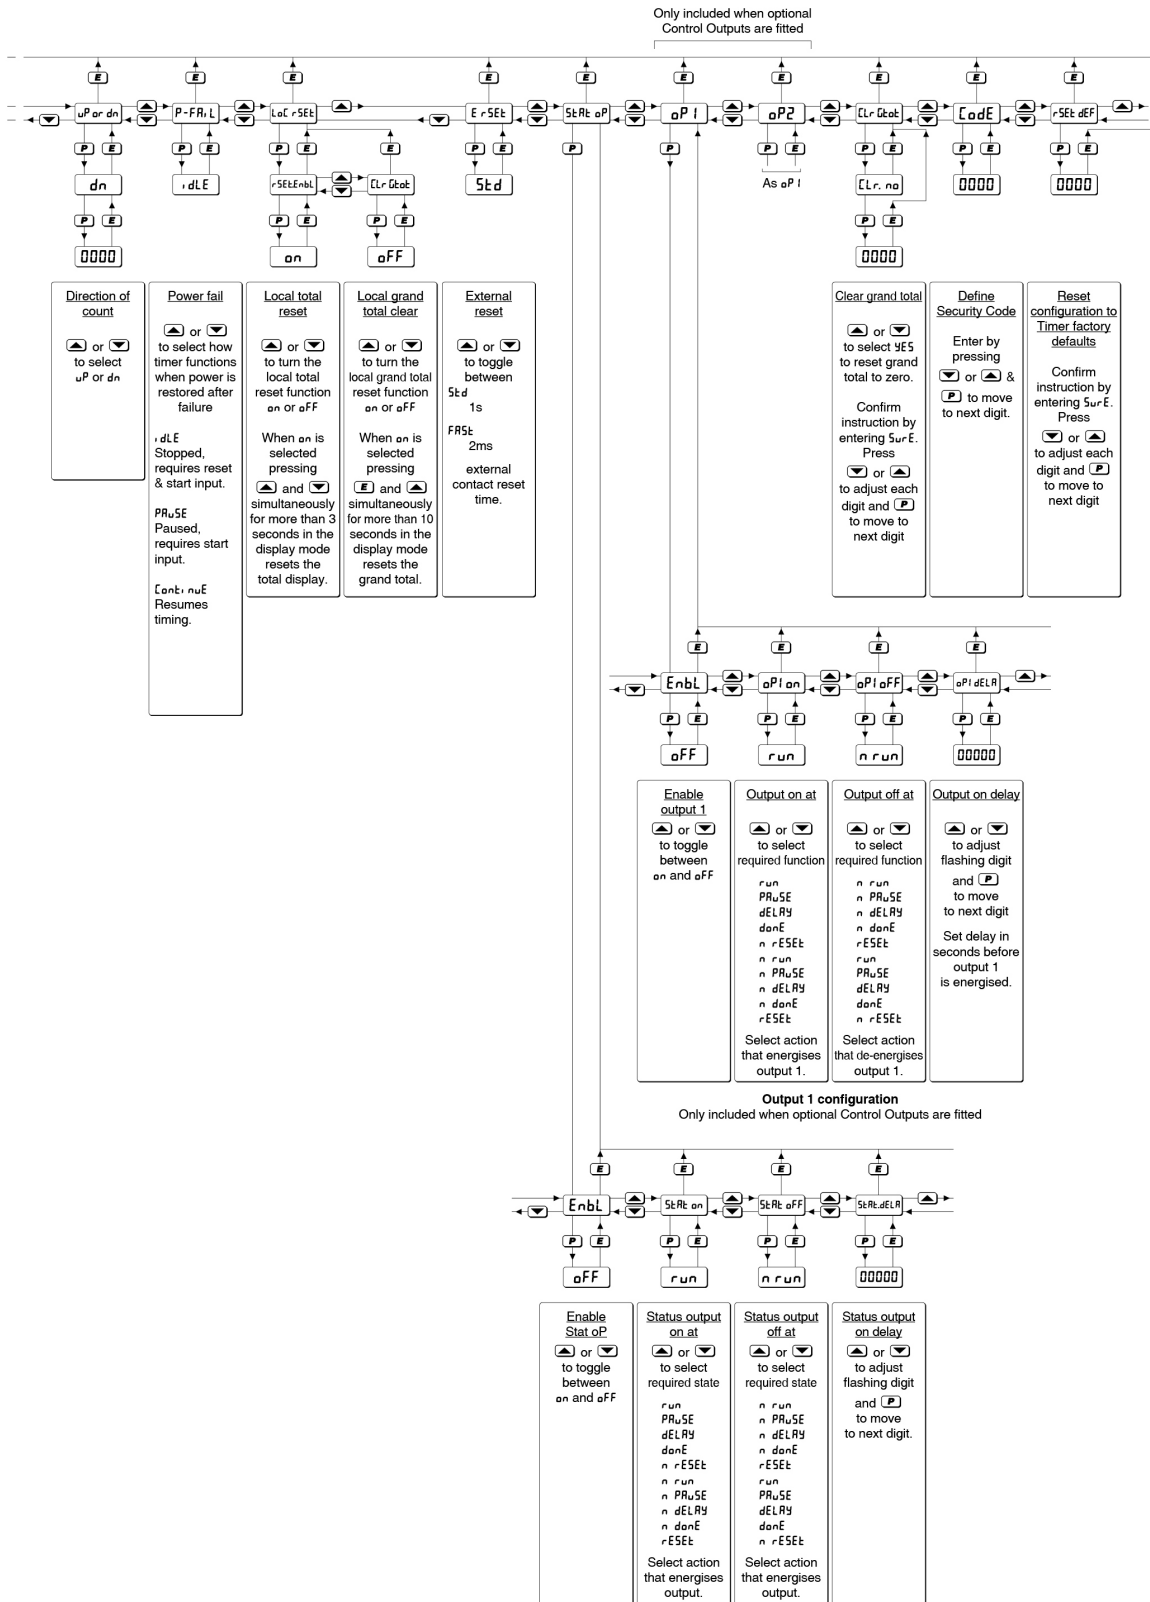 Only included when optional
Control Outputs are fitted
E E E E E E E E E E
uP or dn P-FAiL LoC rSEt E rSEt StAt oP oP1 oP2 CLr Gtot CodE rSEt dEF
P E P E P E P E P P P E P E P E P E
dn idLE rSEt.EnbL CLr Gtot Std As oP1 CLr. no 0000 0000
P E P E P E P E
0000 on oFF 0000
Direction of
count
or
to select
uP or dn
Power fail
or
to select how
timer functions
when power is
restored after
failure
idLE
Stopped,
requires reset
& start input.
PAuSE
Paused,
requires start
input.
ContinuE
Resumes
timing.
Local total
reset
or
to turn the
local total
reset function
on or oFF
When on is
selected
pressing
and
simultaneously
for more than 3
seconds in the
display mode
resets the
total display.
Local grand
total clear
or
to turn the
local grand total
reset function
on or oFF
When on is
selected
pressing
E and
simultaneously
for more than 10
seconds in the
display mode
resets the
grand total.
External
reset
or
to toggle
between
Std
1s
FASt
2ms
external
contact reset
time.
Clear grand total
or
to select YES
to reset grand
total to zero.
Confirm
instruction by
entering SurE.
Press
or
to adjust each
digit and P
to move to
next digit
Define
Security Code
Enter by
pressing
or &
P to move
to next digit.
Reset
configuration to
Timer factory
defaults
Confirm
instruction by
entering SurE.
Press
or
to adjust each
digit and P
to move to
next digit
E E E E
EnbL oP1 on oP1 oFF oP1 dELA
P E P E P E P E
oFF run n run 00000
Enable
output 1
or
to toggle
between
on and oFF
Output on at
or
to select
required function
run
PAuSE
dELAY
donE
n rESEt
n run
n PAuSE
n dELAY
n donE
rESEt
Select action
that energises
output 1.
Output off at
or
to select
required function
n run
n PAuSE
n dELAY
n donE
rESEt
run
PAuSE
dELAY
donE
n rESEt
Select action
that de-energises
output 1.
Output on delay
or
to adjust
flashing digit
and P
to move
to next digit
Set delay in
seconds before
output 1
is energised.
Output 1 configuration
Only included when optional Control Outputs are fitted
E E E E
EnbL StAt on StAt oFF StAt.dELA
P E P E P E P E
oFF run n run 00000
Enable
Stat oP
or
to toggle
between
on and oFF
Status output
on at
or
to select
required state
run
PAuSE
dELAY
donE
n rESEt
n run
n PAuSE
n dELAY
n donE
rESEt
Select action
that energises
output.
Status output
off at
or
to select
required state
n run
n PAuSE
n dELAY
n donE
rESEt
run
PAuSE
dELAY
donE
n rESEt
Select action
that energises
output.
Status output
on delay
or
to adjust
flashing digit
and P
to move
to next digit.